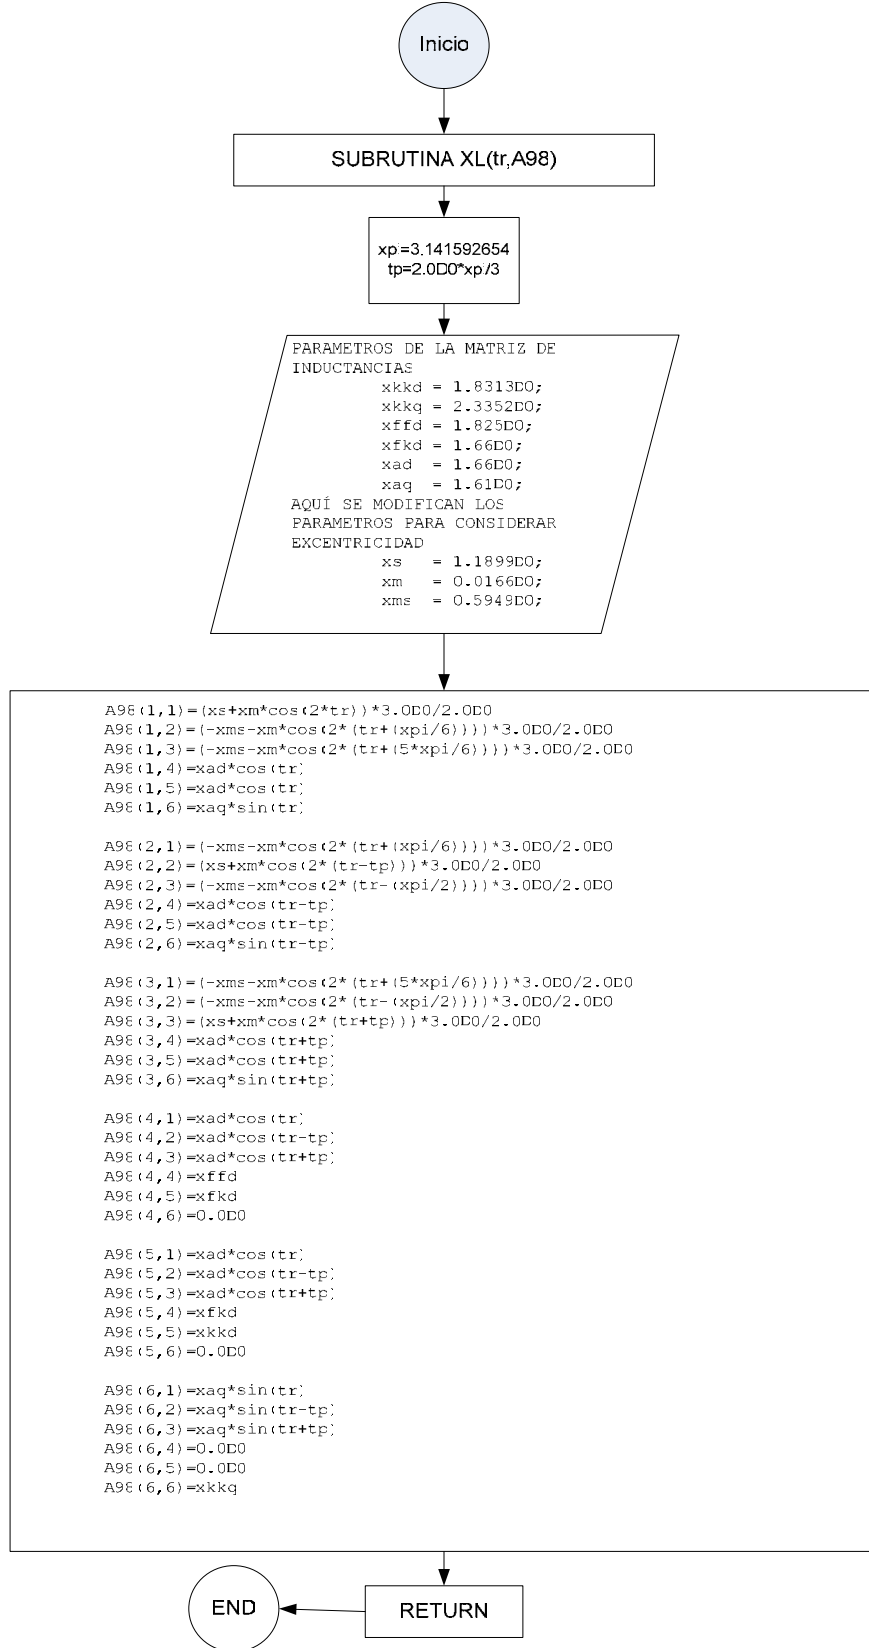 Inicio
SUBRUTINA XL(tr,A98)
xpi=3.141592654
tp=2.0D0*xpi/3
PARAMETROS DE LA MATRIZ DE
INDUCTANCIAS
xkkd = 1.8313D0;
xkkq = 2.3352D0;
xffd = 1.825D0;
xfkd = 1.66D0;
xad = 1.66D0;
xaq = 1.61D0;
AQUÍ SE MODIFICAN LOS
PARAMETROS PARA CONSIDERAR
EXCENTRICIDAD
xs = 1.1899D0;
xm = 0.0166D0;
xms = 0.5949D0;
A98(1,1)=(xs+xm*cos(2*tr))*3.0D0/2.0D0
A98(1,2)=(-xms-xm*cos(2*(tr+(xpi/6))))*3.0D0/2.0D0
A98(1,3)=(-xms-xm*cos(2*(tr+(5*xpi/6))))*3.0D0/2.0D0
A98(1,4)=xad*cos(tr)
A98(1,5)=xad*cos(tr)
A98(1,6)=xaq*sin(tr)
A98(2,1)=(-xms-xm*cos(2*(tr+(xpi/6))))*3.0D0/2.0D0
A98(2,2)=(xs+xm*cos(2*(tr-tp)))*3.0D0/2.0D0
A98(2,3)=(-xms-xm*cos(2*(tr-(xpi/2))))*3.0D0/2.0D0
A98(2,4)=xad*cos(tr-tp)
A98(2,5)=xad*cos(tr-tp)
A98(2,6)=xaq*sin(tr-tp)
A98(3,1)=(-xms-xm*cos(2*(tr+(5*xpi/6))))*3.0D0/2.0D0
A98(3,2)=(-xms-xm*cos(2*(tr-(xpi/2))))*3.0D0/2.0D0
A98(3,3)=(xs+xm*cos(2*(tr+tp)))*3.0D0/2.0D0
A98(3,4)=xad*cos(tr+tp)
A98(3,5)=xad*cos(tr+tp)
A98(3,6)=xaq*sin(tr+tp)
A98(4,1)=xad*cos(tr)
A98(4,2)=xad*cos(tr-tp)
A98(4,3)=xad*cos(tr+tp)
A98(4,4)=xffd
A98(4,5)=xfkd
A98(4,6)=0.0D0
A98(5,1)=xad*cos(tr)
A98(5,2)=xad*cos(tr-tp)
A98(5,3)=xad*cos(tr+tp)
A98(5,4)=xfkd
A98(5,5)=xkkd
A98(5,6)=0.0D0
A98(6,1)=xaq*sin(tr)
A98(6,2)=xaq*sin(tr-tp)
A98(6,3)=xaq*sin(tr+tp)
A98(6,4)=0.0D0
A98(6,5)=0.0D0
A98(6,6)=xkkq
END
RETURN